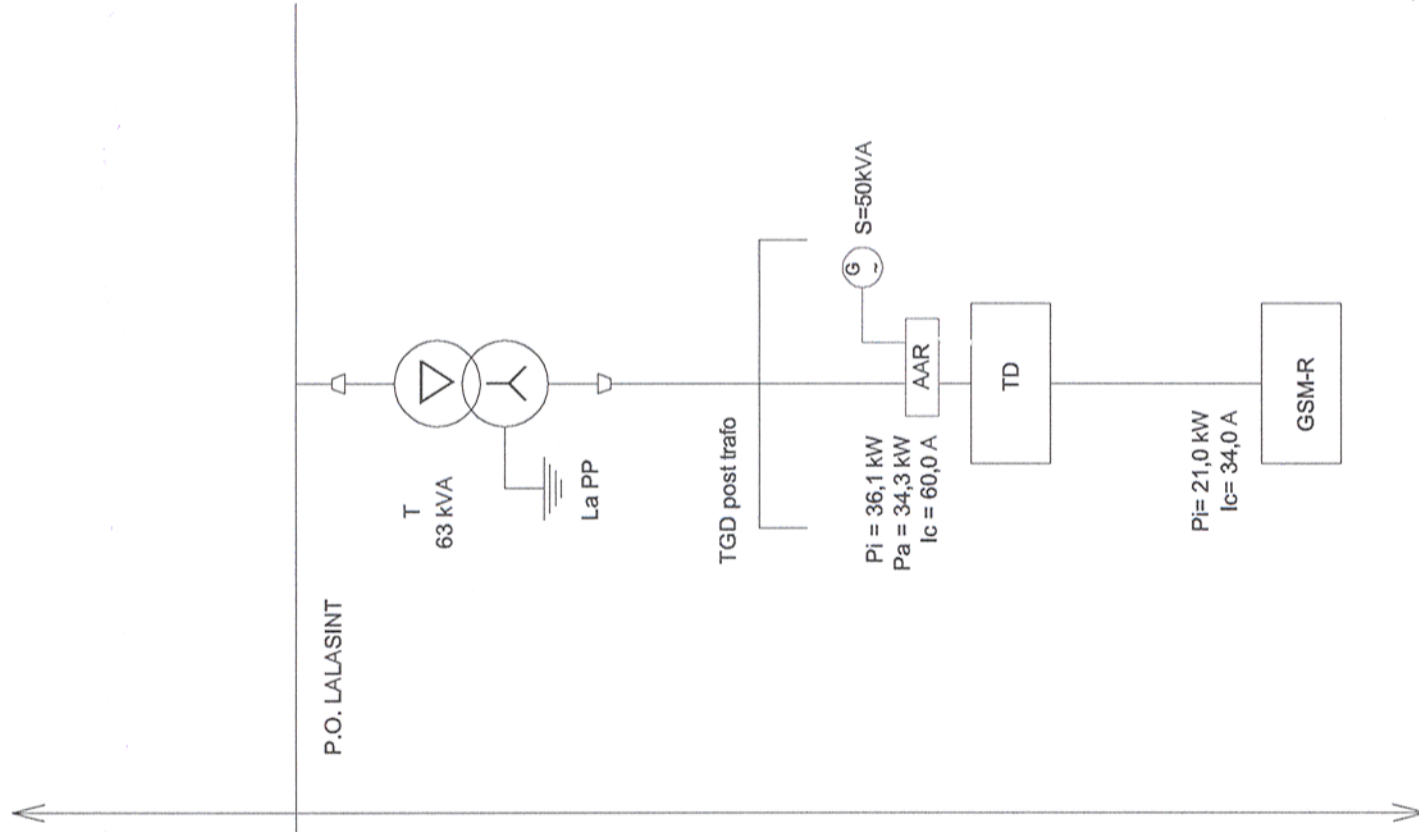 P.O. LALASINT
T
63 kVA
La PP
TGD post trafo
G
~
S=50kVA
AAR
Pi = 36,1 kW
Pa = 34,3 kW
Ic = 60,0 A
TD
Pi= 21,0 kW
Ic= 34,0 A
GSM-R